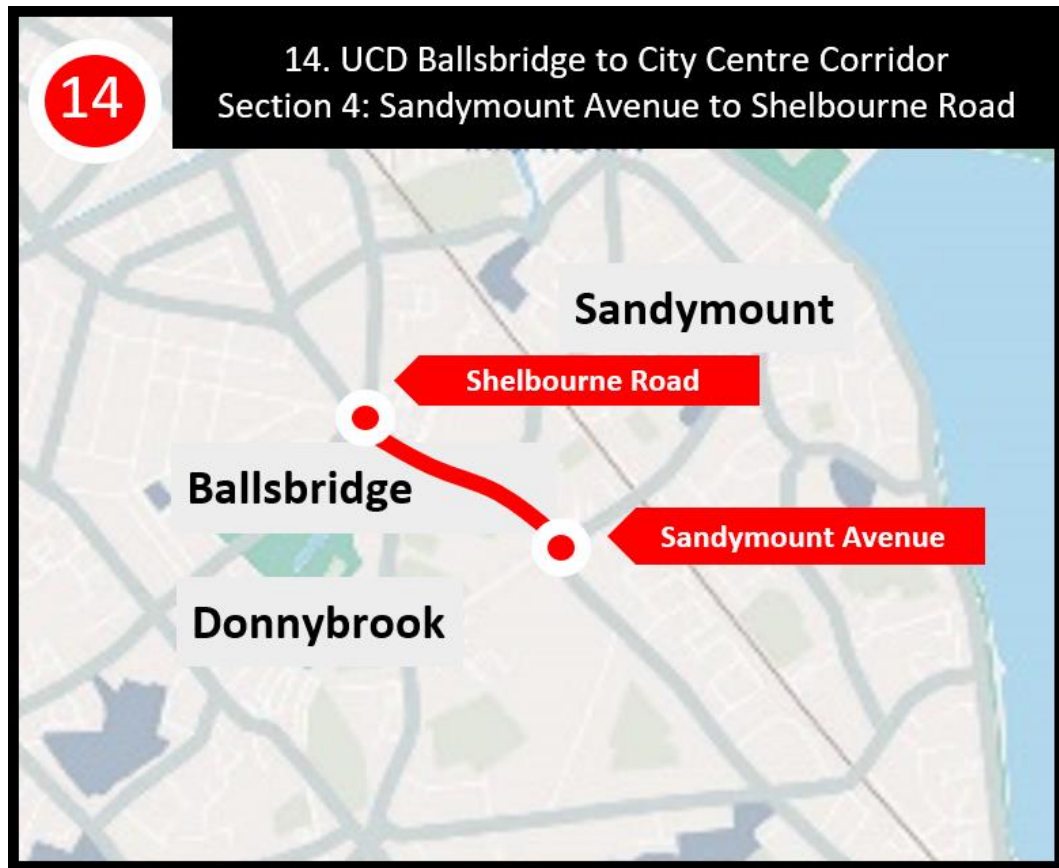 14
14. UCD Ballsbridge to City Centre Corridor
Section 4: Sandymount Avenue to Shelbourne Road
Sandymount
Shelbourne Road
Ballsbridge
Sandymount Avenue
Donnybrook